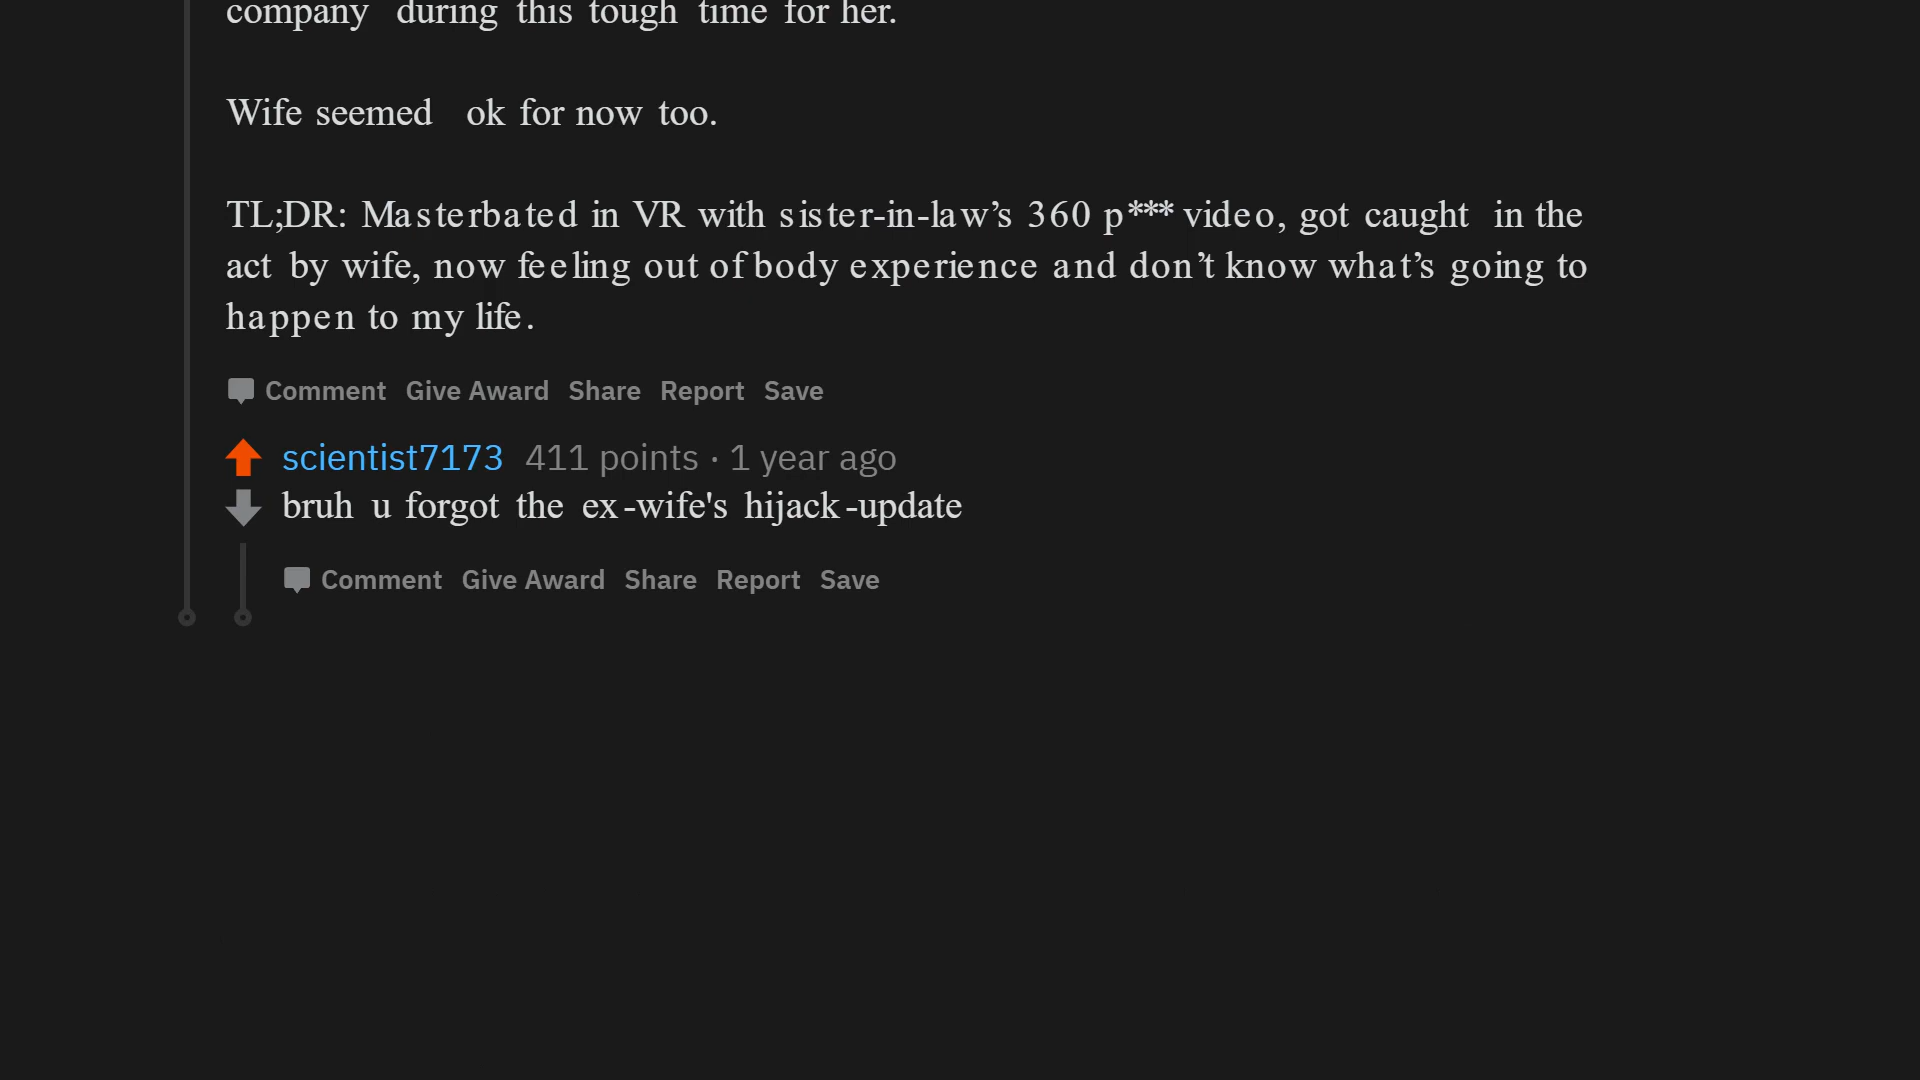 company during this tough time for her.
Wife seemed ok for now too.
TL;DR: Masterbated in VR with sister-in-law’s 360 p*** video, got caught in the
act by wife, now feeling out of body experience and don’t know what’s going to
happen to my life.
Comment Give Award Share Report Save
scientist7173 411 points · 1 year ago
bruh u forgot the ex-wife's hijack-update
Comment Give Award Share Report Save